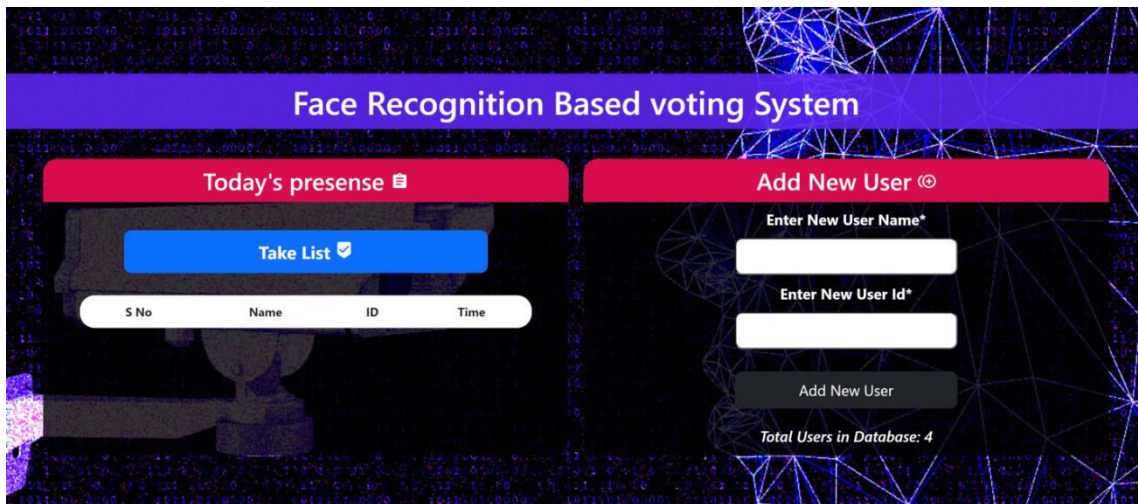 Face Recognition Based voting System
Today's presense
Take List
S No Name ID Time
Add New User
Enter New User Name*
Enter New User Id*
Add New User
Total Users in Database: 4